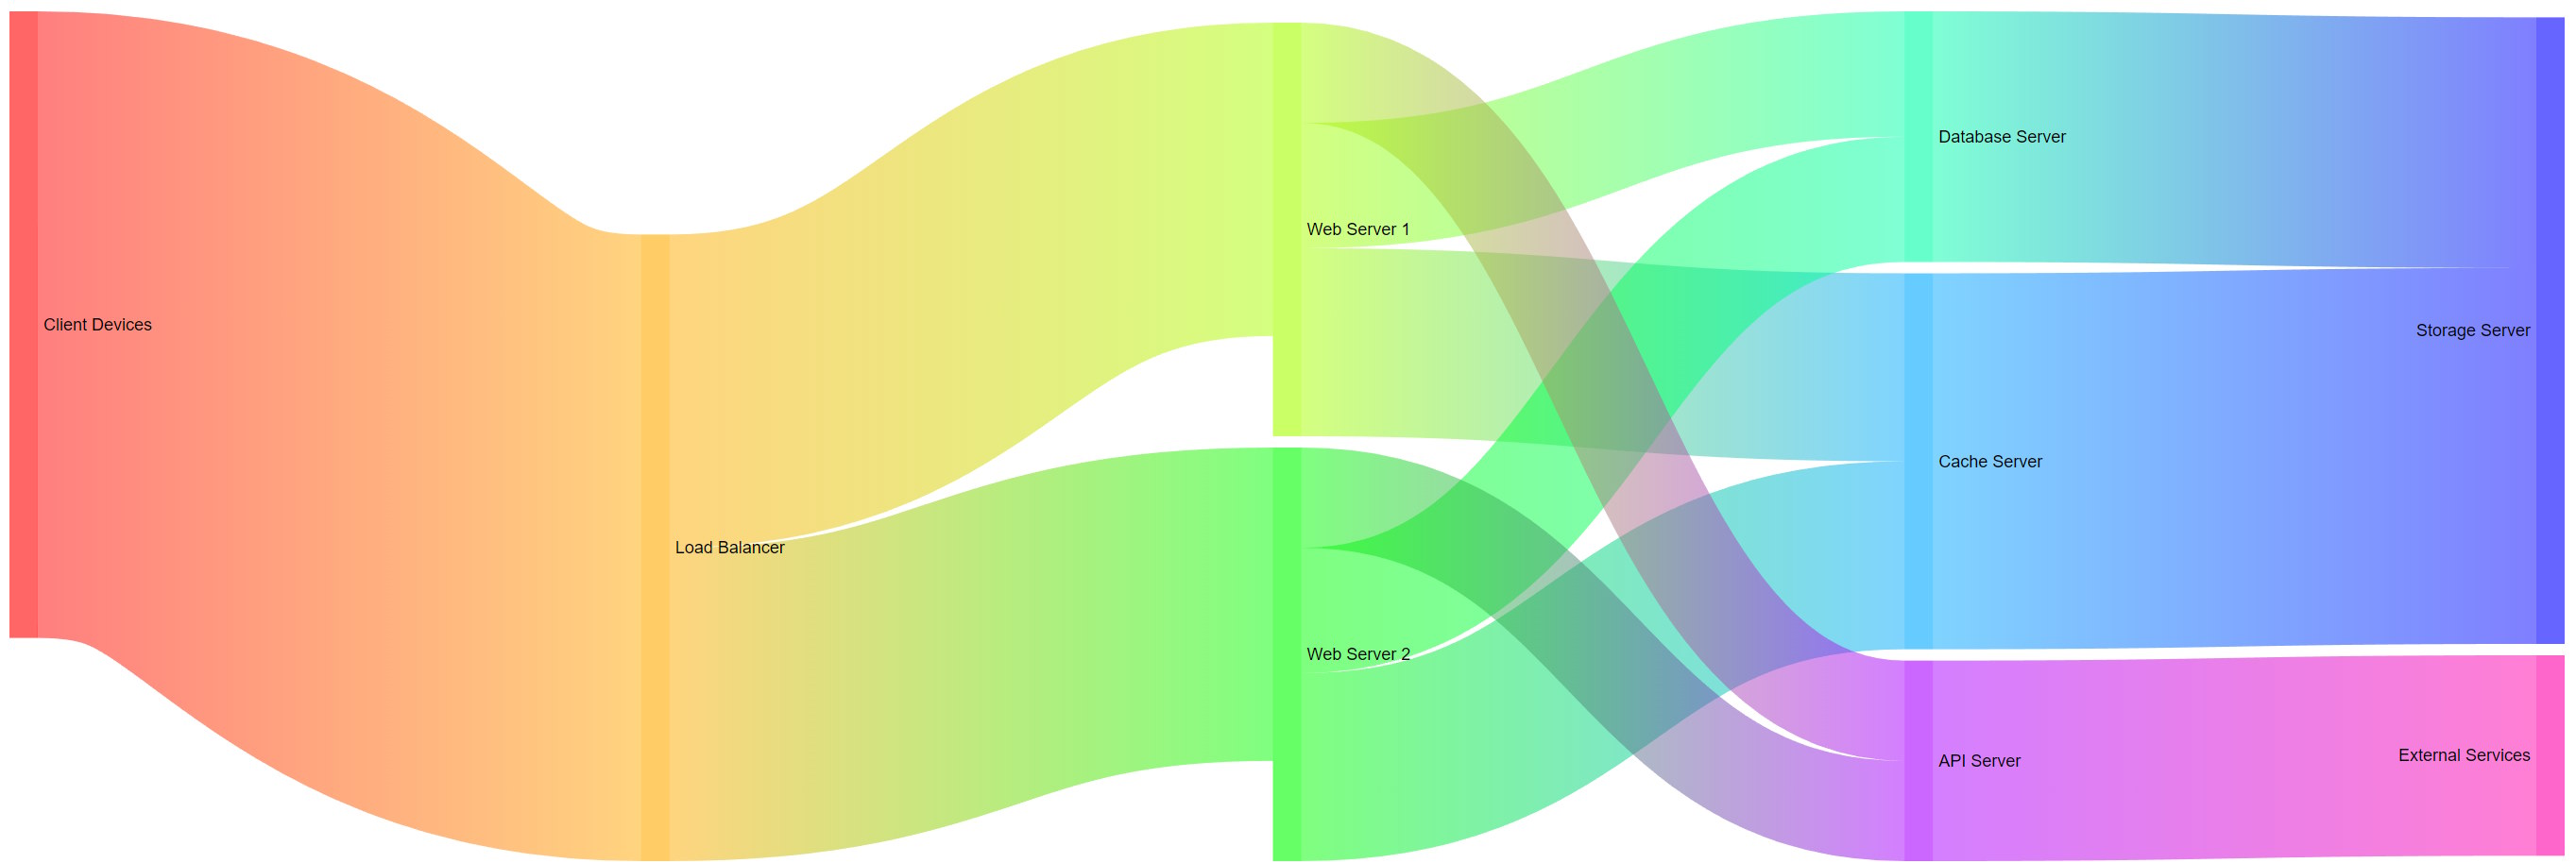 Client Devices
Load Balancer
Web Server 1
Web Server 2
Database Server
Cache Server
API Server
Storage Server
External Services